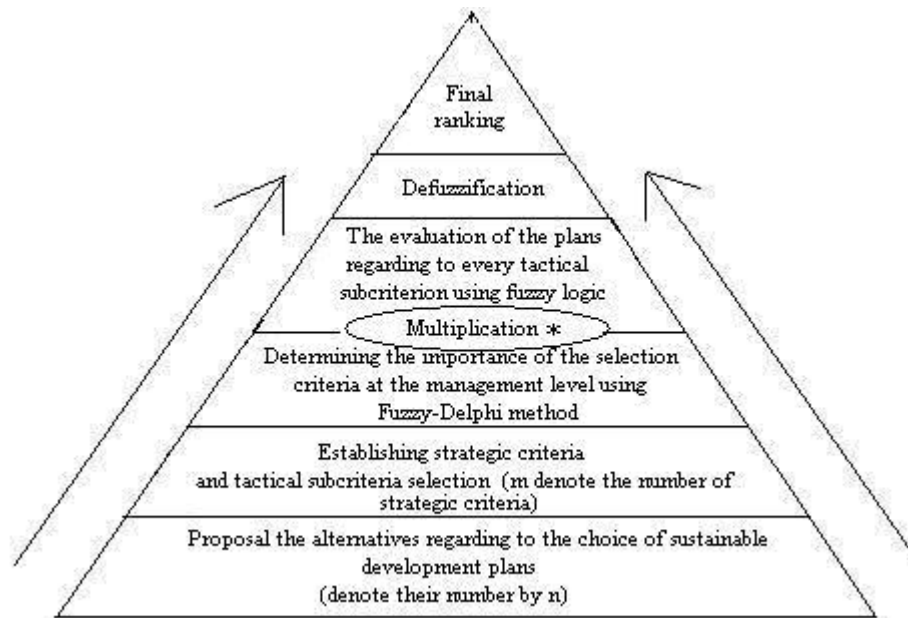 Final
ranking
Defuzzification
The evaluation of the plans
regarding to every tactical
subcriterion using fuzzy logic
Multiplication *
Determining the importance of the selection
criteria at the management level using
Fuzzy-Delphi method
Establishing strategic criteria
and tactical subcriteria selection (m denote the number of
strategic criteria)
Proposal the alternatives regarding to the choice of sustainable
development plans
(denote their number by n)